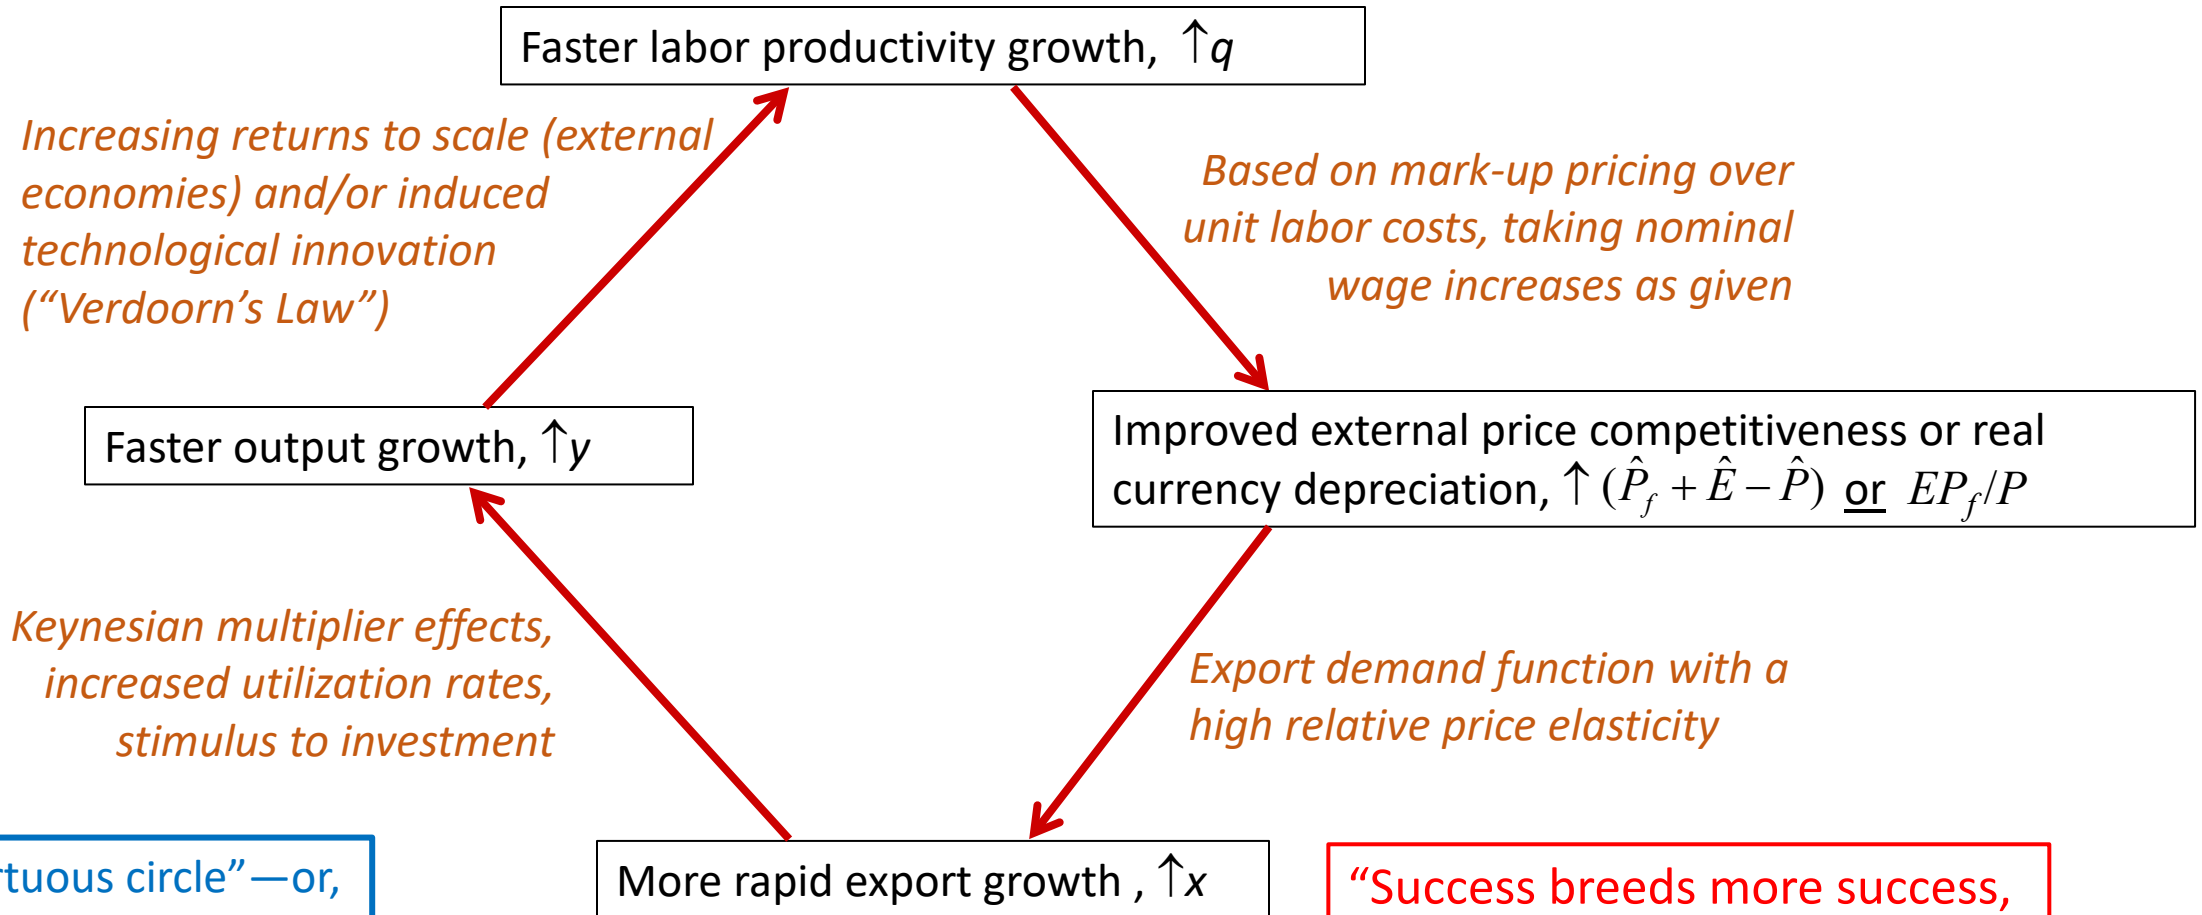 Faster labor productivity growth, ↑q
Increasing returns to scale (external
economies) and/or induced
technological innovation
(“Verdoorn’s Law”)
Based on mark-up pricing over
unit labor costs, taking nominal
wage increases as given
Faster output growth, ↑y
Improved external price competitiveness or real
currency depreciation, ↑ (P̂_f + Ê – P̂) or EP_f/P
Keynesian multiplier effects,
increased utilization rates,
stimulus to investment
Export demand function with a
high relative price elasticity
tuous circle”—or,
More rapid export growth , ↑x
“Success breeds more success,